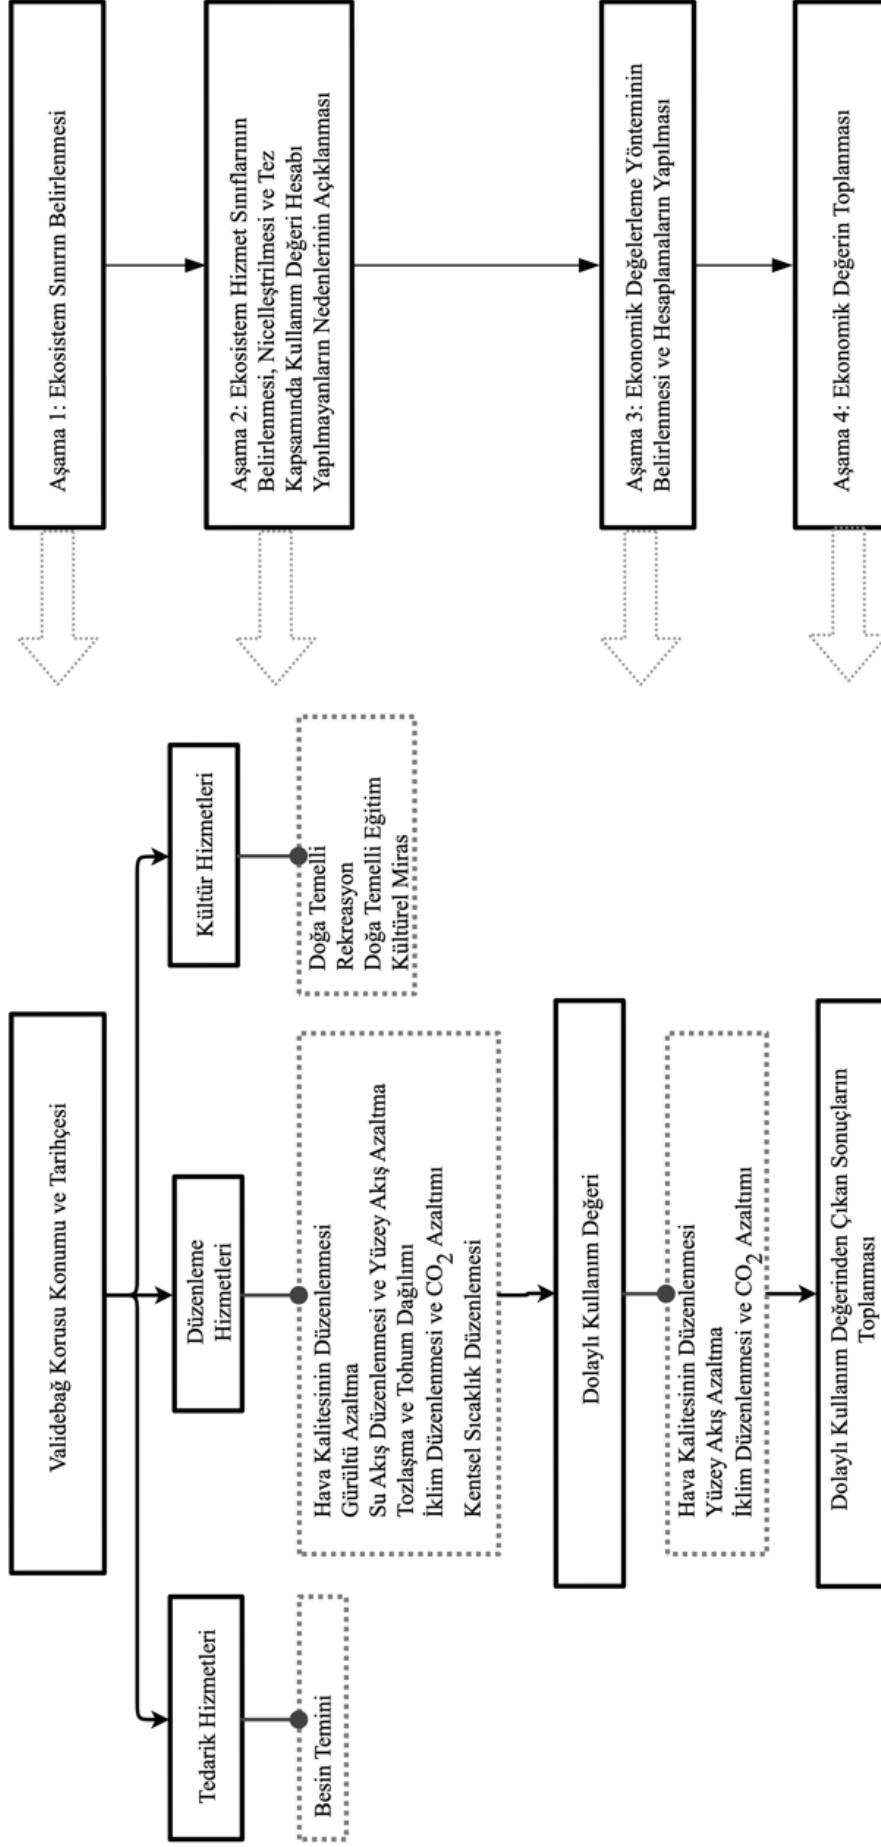 Aşama 1: Ekosistem Sınırın Belirlenmesi
Aşama 2: Ekosistem Hizmet Sınıflarının
Belirlenmesi, Nicelleştrilmesi ve Tez
Kapsamında Kullanım Değeri Hesabı
Yapılmayanların Nedenlerinin Açıklanması
Aşama 3: Ekonomik Değelerleme Yönteminin
Belirlenmesi ve Hesaplamaların Yapılması
Aşama 4: Ekonomik Değerin Toplanması
Validebağ Korusu Konumu ve Tarihçesi
Tedarik Hizmetleri
Besin Temini
Düzenleme
Hizmetleri
Hava Kalitesinin Düzenlenmesi
Gürültü Azaltma
Su Akış Düzenlenmesi ve Yüzey Akış Azaltma
Tozlaşma ve Tohum Dağılımı
İklim Düzenlenmesi ve CO₂ Azaltımı
Kentsel Sıcaklık Düzenlemesi
Kültür Hizmetleri
Doğa Temelli
Rekreasyon
Doğa Temelli Eğitim
Kültürel Miras
Dolaylı Kullanım Değeri
Hava Kalitesinin Düzenlenmesi
Yüzey Akış Azaltma
İklim Düzenlenmesi ve CO₂ Azaltımı
Dolaylı Kullanım Değerinden Çıkan Sonuçların
Toplanması